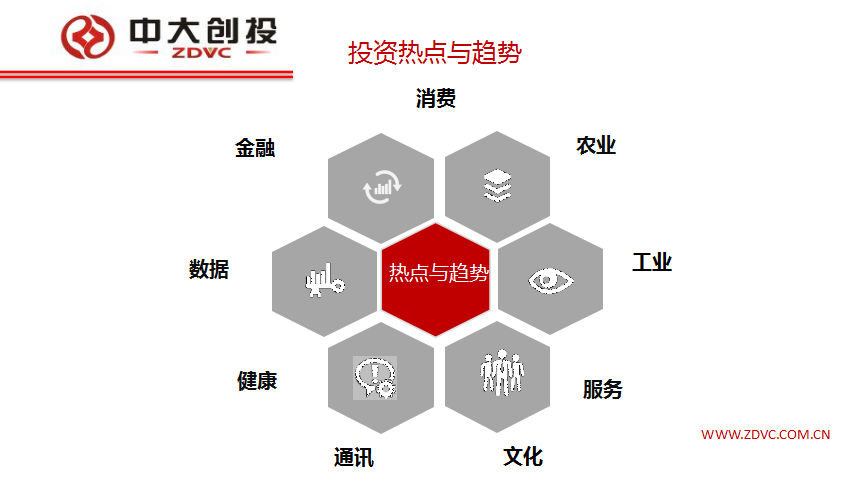 中大创投
ZDVC
投资热点与趋势
消费
金融
农业
数据
热点与趋势
工业
健康
服务
通讯
文化
WWW.ZDVC.COM.CN